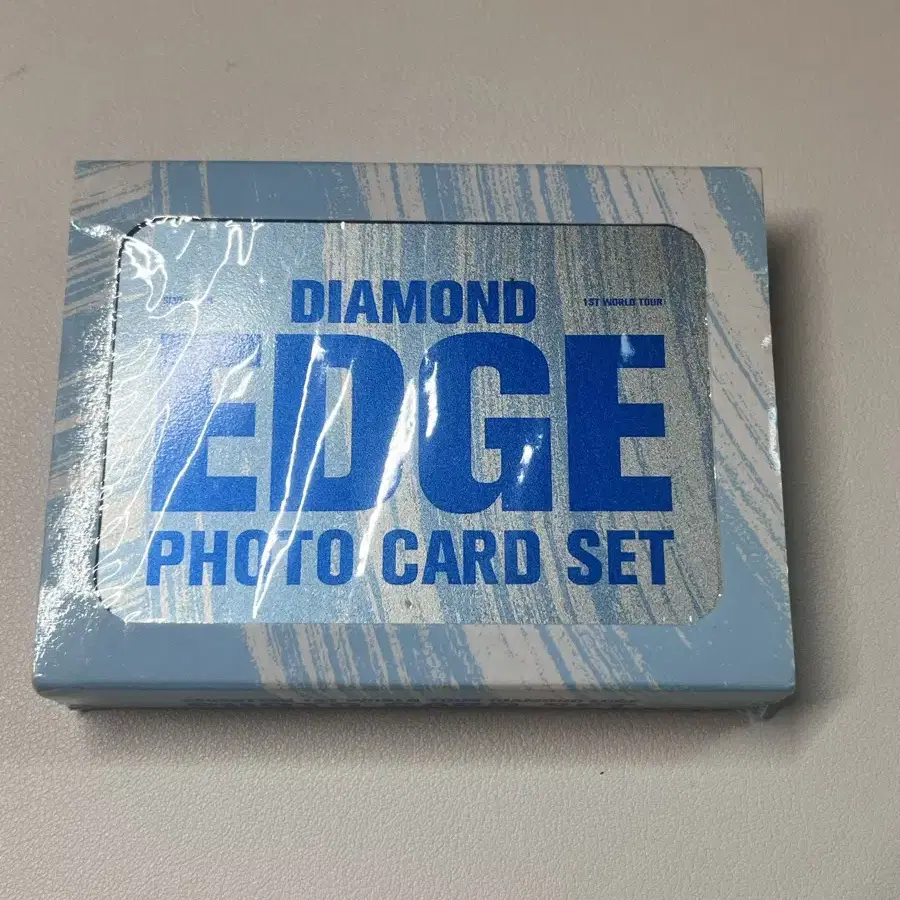 DIAMOND
1ST WORLD TOUR
EDGE
PHOTO CARD SET